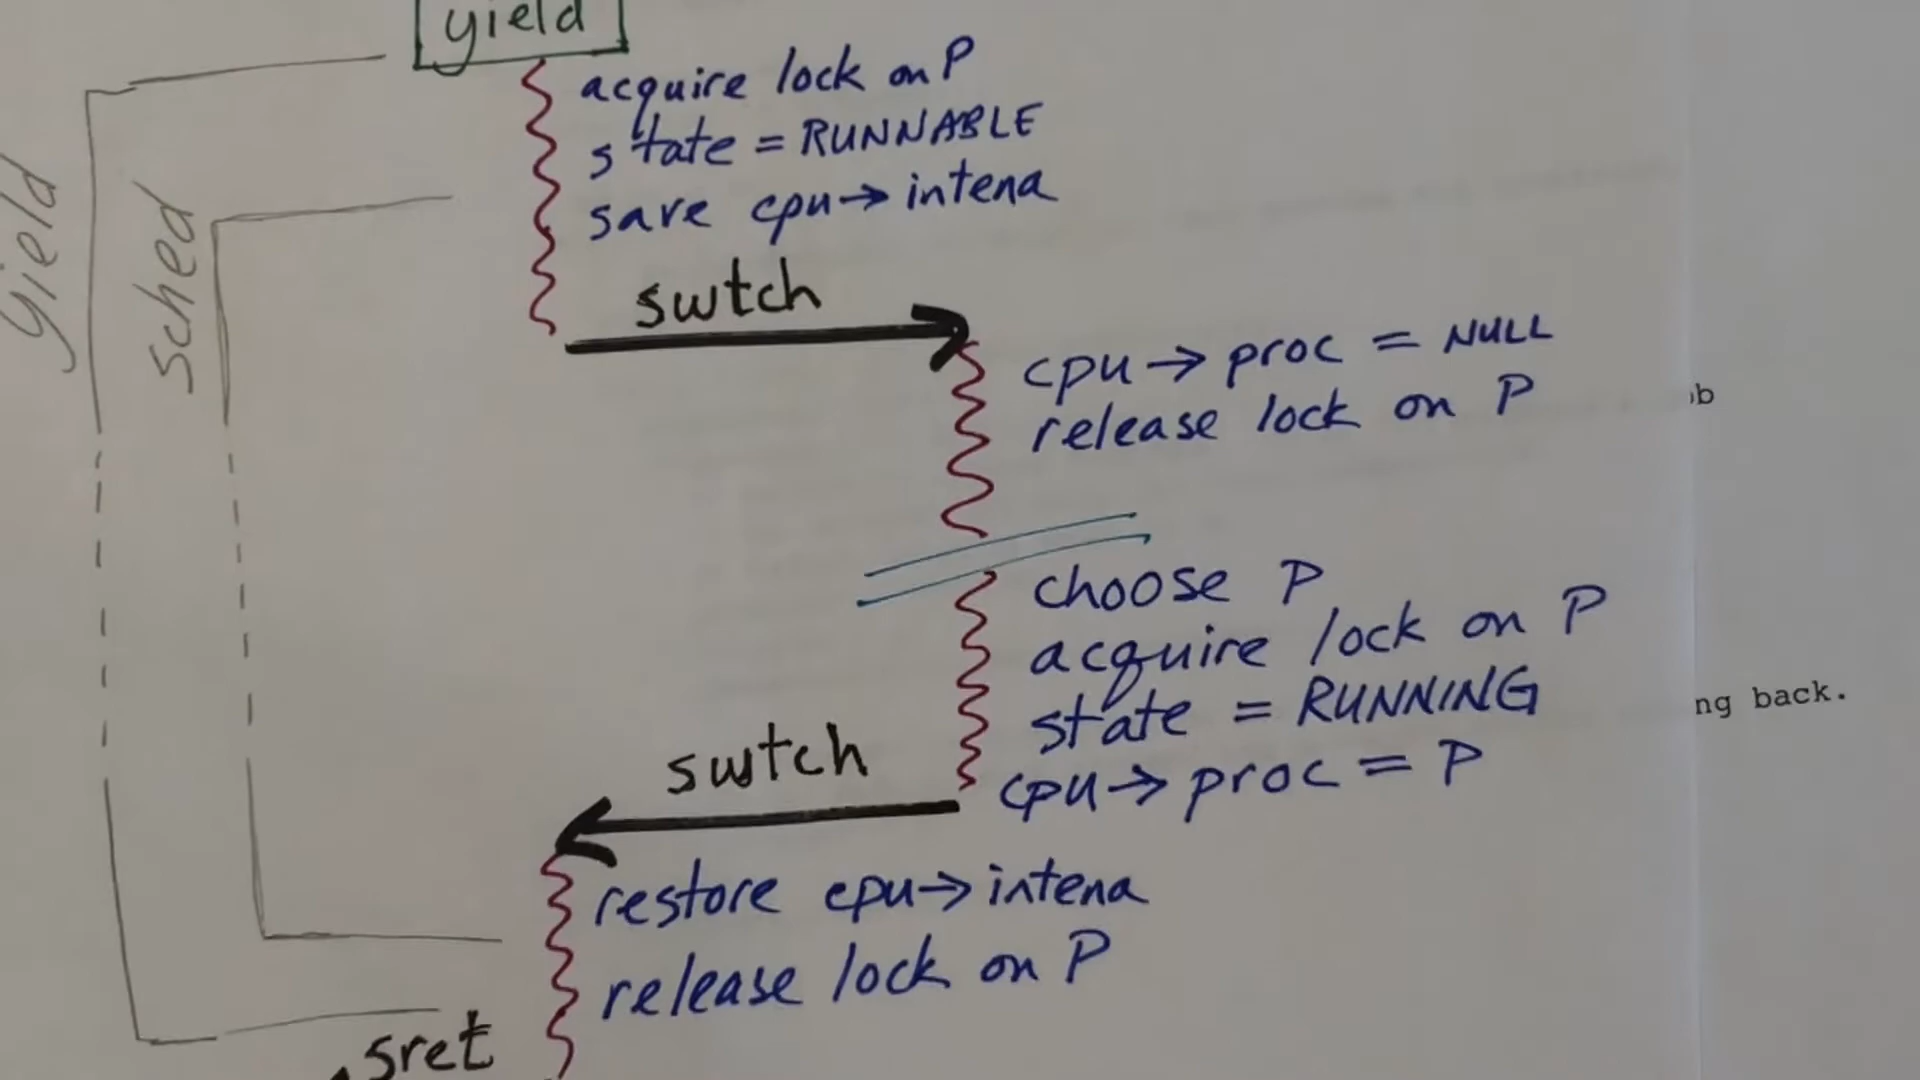 yield
acquire lock on P
state = RUNNABLE
save cpu→intena
yield
sched
swtch
cpu→proc = NULL
release lock on P
ob
choose P
acquire lock on P
state = RUNNING
cpu→proc = P
ng back.
swtch
restore cpu→intena
release lock on P
sret